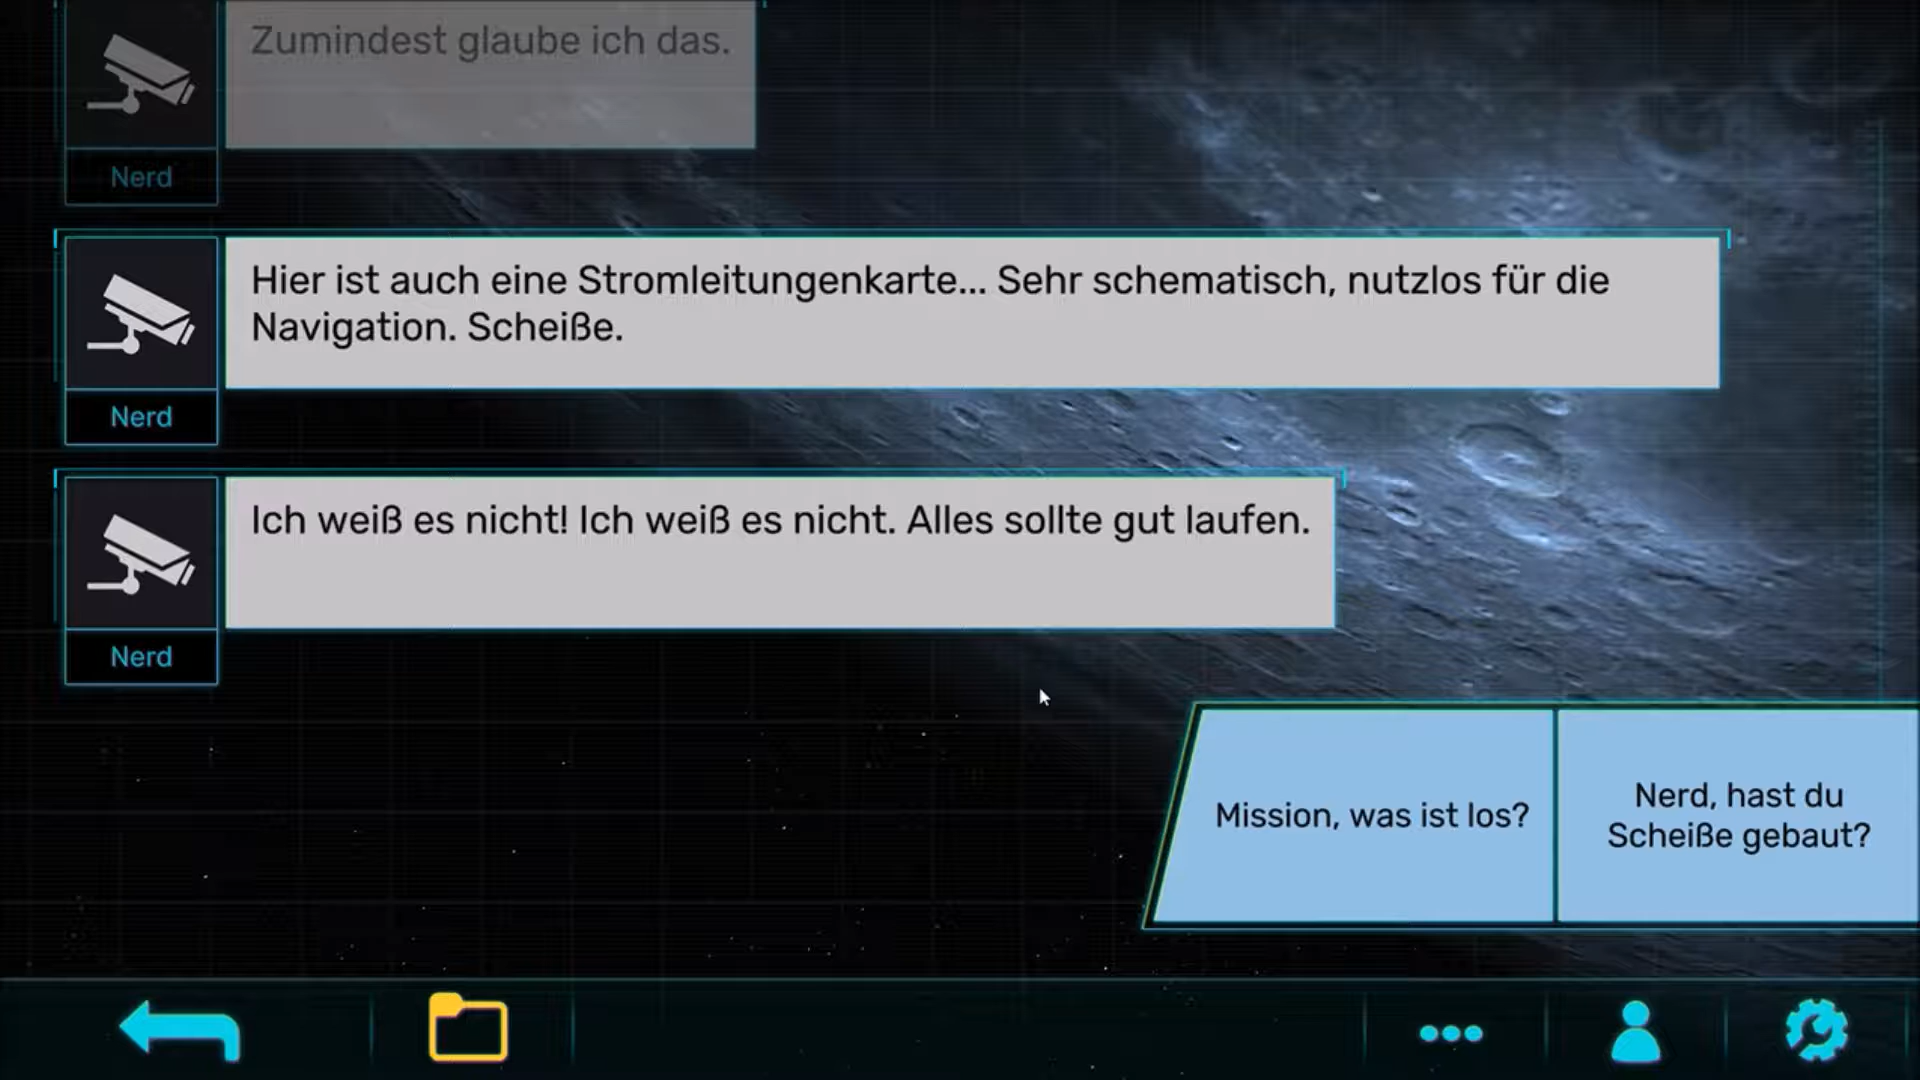 Zumindest glaube ich das.
Nerd
Hier ist auch eine Stromleitungenkarte... Sehr schematisch, nutzlos für die
Navigation. Scheiße.
Nerd
Ich weiß es nicht! Ich weiß es nicht. Alles sollte gut laufen.
Nerd
Mission, was ist los?
Nerd, hast du
Scheiße gebaut?